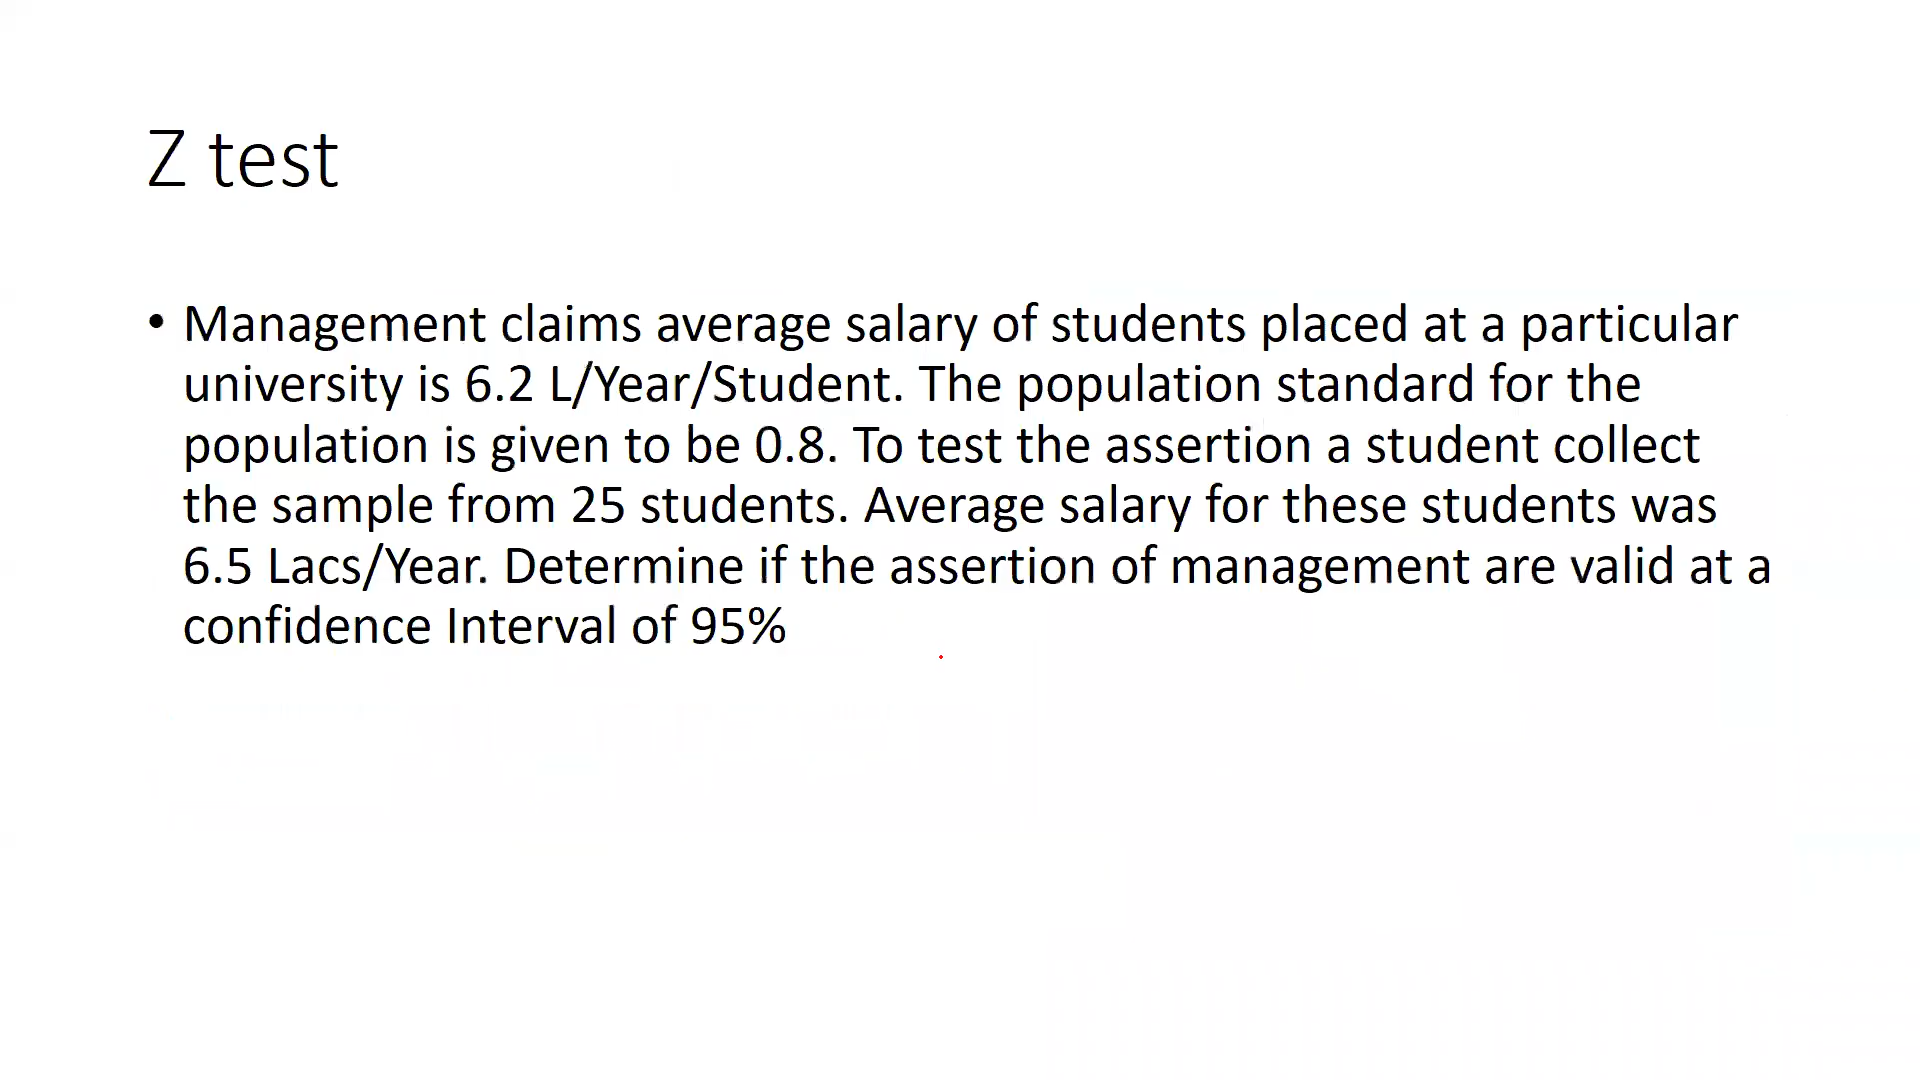 Z test
• Management claims average salary of students placed at a particular
university is 6.2 L/Year/Student. The population standard for the
population is given to be 0.8. To test the assertion a student collect
the sample from 25 students. Average salary for these students was
6.5 Lacs/Year. Determine if the assertion of management are valid at a
confidence Interval of 95%